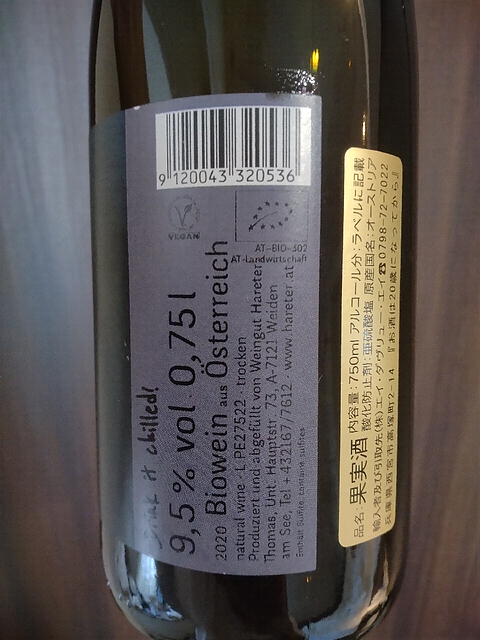 9 120043 320536
VEGAN
AT-BIO-302
AT-Landwirtschaft
Drink it chilled!
9,5% vol 0,75 l
2020 Biowein aus Österreich
natural wine · L PE27522 · trocken
Produziert und abgefüllt von Weingut Hareter
Thomas, Unt. Hauptstr. 73, A-7121 Weiden
am See, Tel +432167/7612 · www.hareter.at
Enthält Sulfite, contains sulfites
品名:果実酒 内容量:750ml アルコール分:ラベルに記載
酸化防止剤:亜硫酸塩 原産国名:オーストリア
輸入者及び引取先(株)エイ・ダヴリュー・エイ☎0798-72-7022
兵庫県西宮市高塚町2-14 『お酒は20歳になってから』